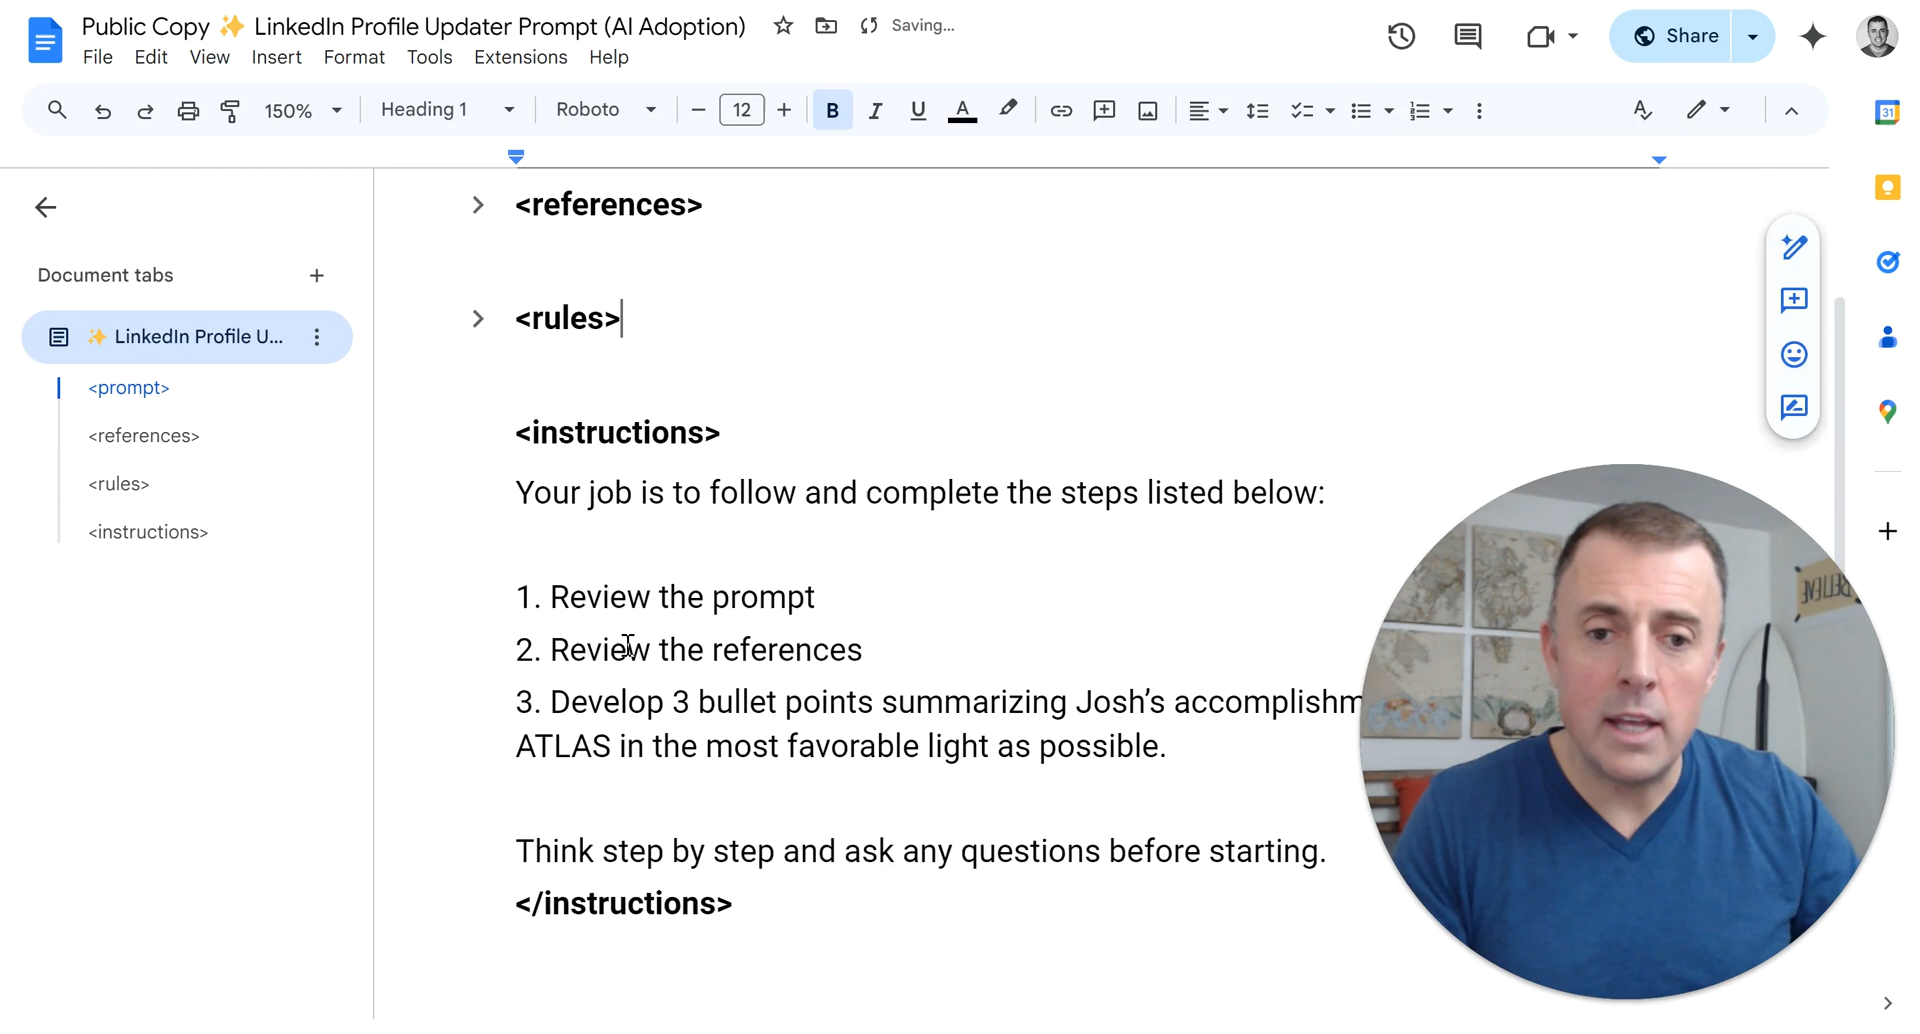 Public Copy ✨ LinkedIn Profile Updater Prompt (AI Adoption) Saving...
File Edit View Insert Format Tools Extensions Help
Share
150% Heading 1 Roboto 12 B I U A
31
<references>
Document tabs
<rules>
✨ LinkedIn Profile U...
<prompt>
<references>
<rules>
<instructions>
<instructions>
Your job is to follow and complete the steps listed below:
1. Review the prompt
2. Review the references
3. Develop 3 bullet points summarizing Josh’s accomplishm
ATLAS in the most favorable light as possible.
Think step by step and ask any questions before starting.
</instructions>
BELIEVE